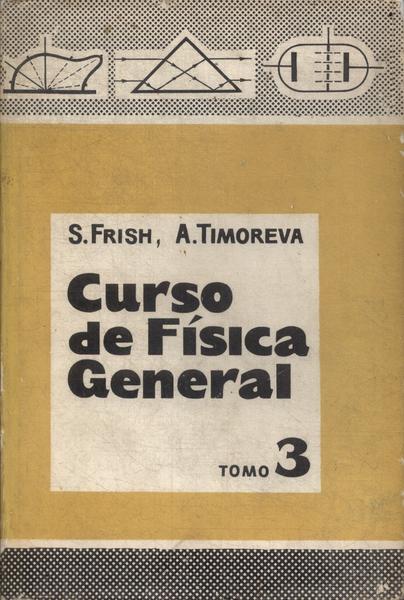 S. FRISH, A. TIMOREVA
Curso
de Física
General
TOMO 3